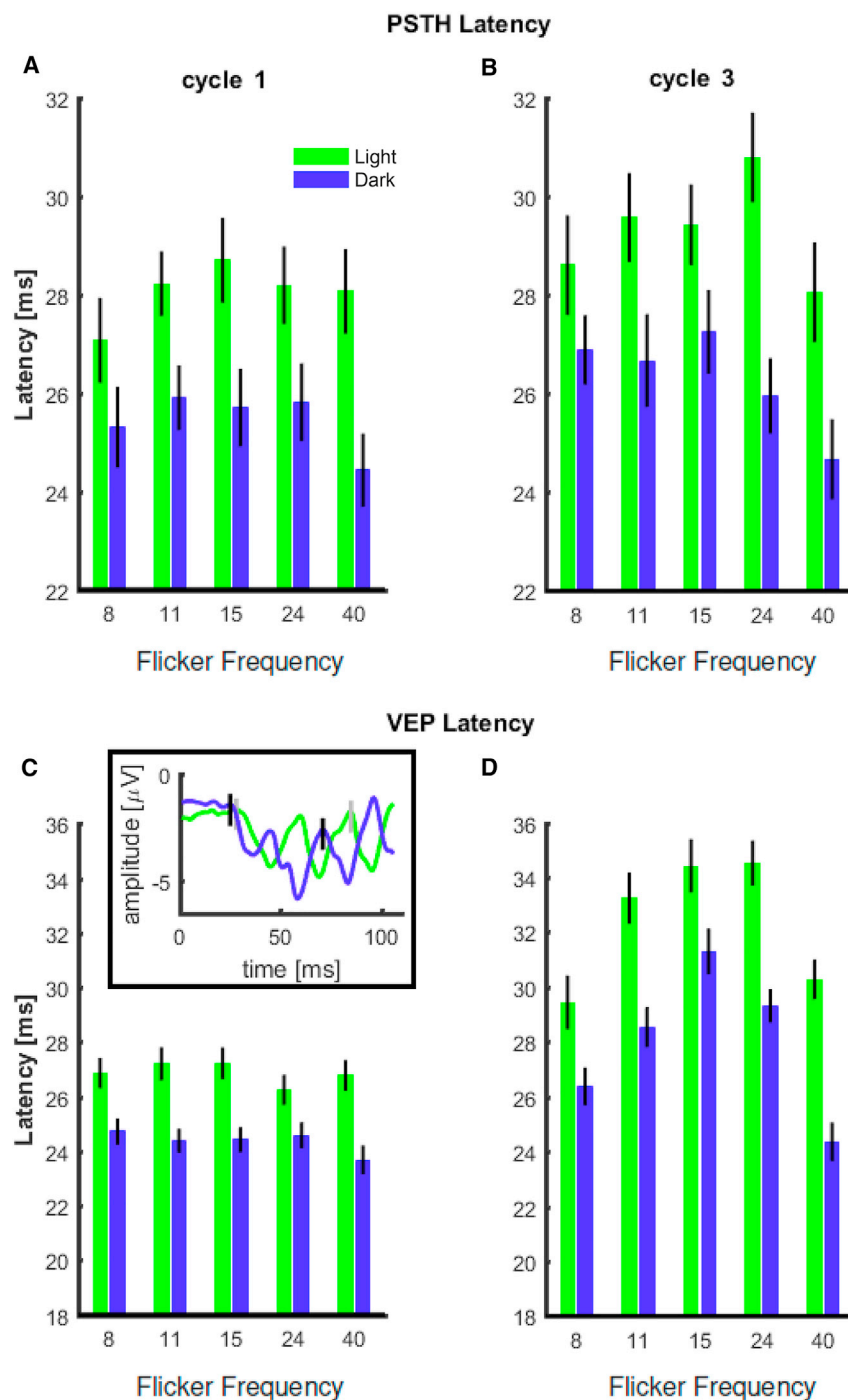 PSTH Latency
A
cycle 1
B
cycle 3
32
30
28
26
24
22
Latency [ms]
Light
Dark
8 11 15 24 40
Flicker Frequency
32
30
28
26
24
22
8 11 15 24 40
Flicker Frequency
VEP Latency
C
0
-5
amplitude [μV]
0 50 100
time [ms]
36
34
32
30
28
26
24
22
20
18
Latency [ms]
8 11 15 24 40
Flicker Frequency
D
36
34
32
30
28
26
24
22
20
18
8 11 15 24 40
Flicker Frequency